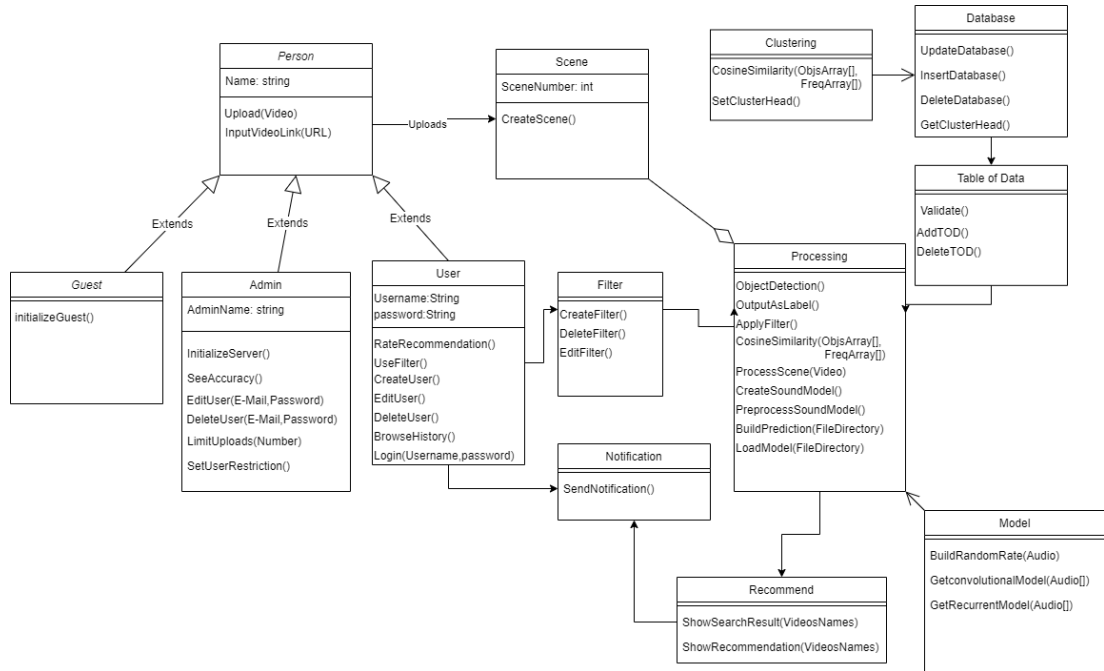 Person
Name: string
Upload(Video)
InputVideoLink(URL)
Uploads
Scene
SceneNumber: int
CreateScene()
Clustering
CosineSimilarity(ObjsArray[],
FreqArray[])
SetClusterHead()
Database
UpdateDatabase()
InsertDatabase()
DeleteDatabase()
GetClusterHead()
Table of Data
Validate()
AddTOD()
DeleteTOD()
Extends
Extends
Extends
Guest
initializeGuest()
Admin
AdminName: string
InitializeServer()
SeeAccuracy()
EditUser(E-Mail,Password)
DeleteUser(E-Mail,Password)
LimitUploads(Number)
SetUserRestriction()
User
Username:String
password:String
RateRecommendation()
UseFilter()
CreateUser()
EditUser()
DeleteUser()
BrowseHistory()
Login(Username,password)
Filter
CreateFilter()
DeleteFilter()
EditFilter()
Processing
ObjectDetection()
OutputAsLabel()
ApplyFilter()
CosineSimilarity(ObjsArray[],
FreqArray[])
ProcessScene(Video)
CreateSoundModel()
PreprocessSoundModel()
BuildPrediction(FileDirectory)
LoadModel(FileDirectory)
Notification
SendNotification()
Recommend
ShowSearchResult(VideosNames)
ShowRecommendation(VideosNames)
Model
BuildRandomRate(Audio)
GetconvolutionalModel(Audio[])
GetRecurrentModel(Audio[])